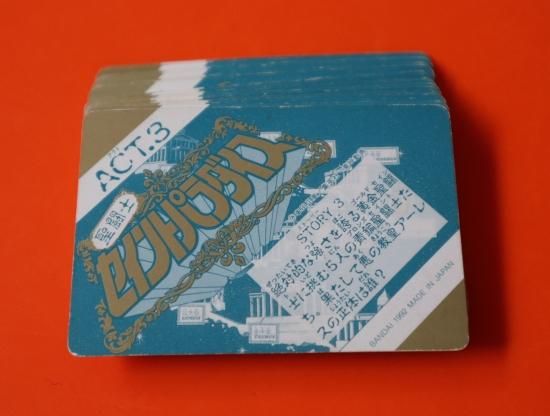 ACT.3
聖闘士
セイントパラダイス
STORY 3
絶対的な強さを誇る黄金聖闘
士に挑む5人の青銅聖闘士た
ち。果たして悪の教皇アーレ
スの正体は誰?
BANDAI 1992 MADE IN JAPAN